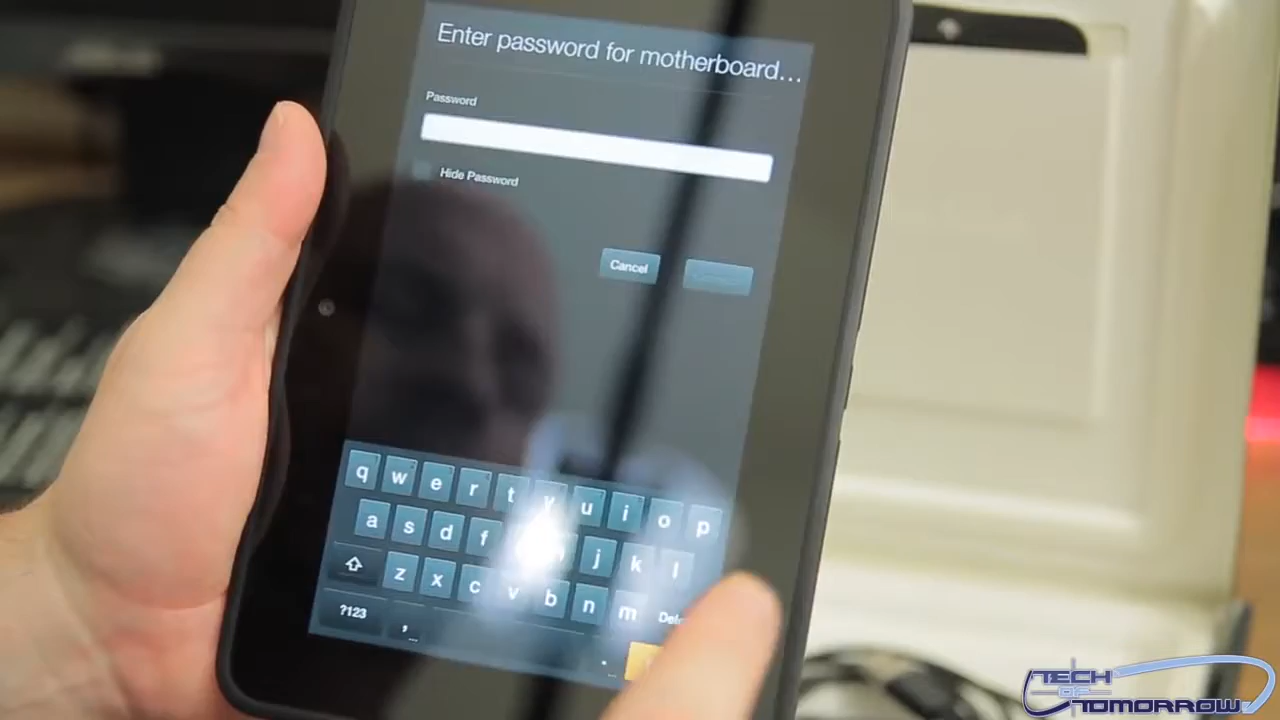 Enter password for motherboard...
Password
Hide Password
Cancel
q w e r t y u i o p
a s d f j k l
z x c v b n m
?123
TECH
OF
TOMORROW